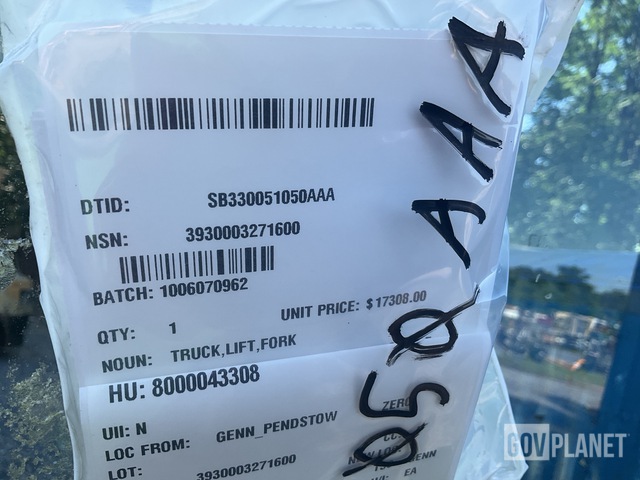 DTID: SB330051050AAA
NSN: 3930003271600
BATCH: 1006070962
QTY: 1 UNIT PRICE: $17308.00
NOUN: TRUCK,LIFT,FORK
HU: 8000043308
UII: N
LOC FROM: GENN_PENDSTOW
LOT: 3930003271600
EA
Ø5Ø AAA
GOVPLANET